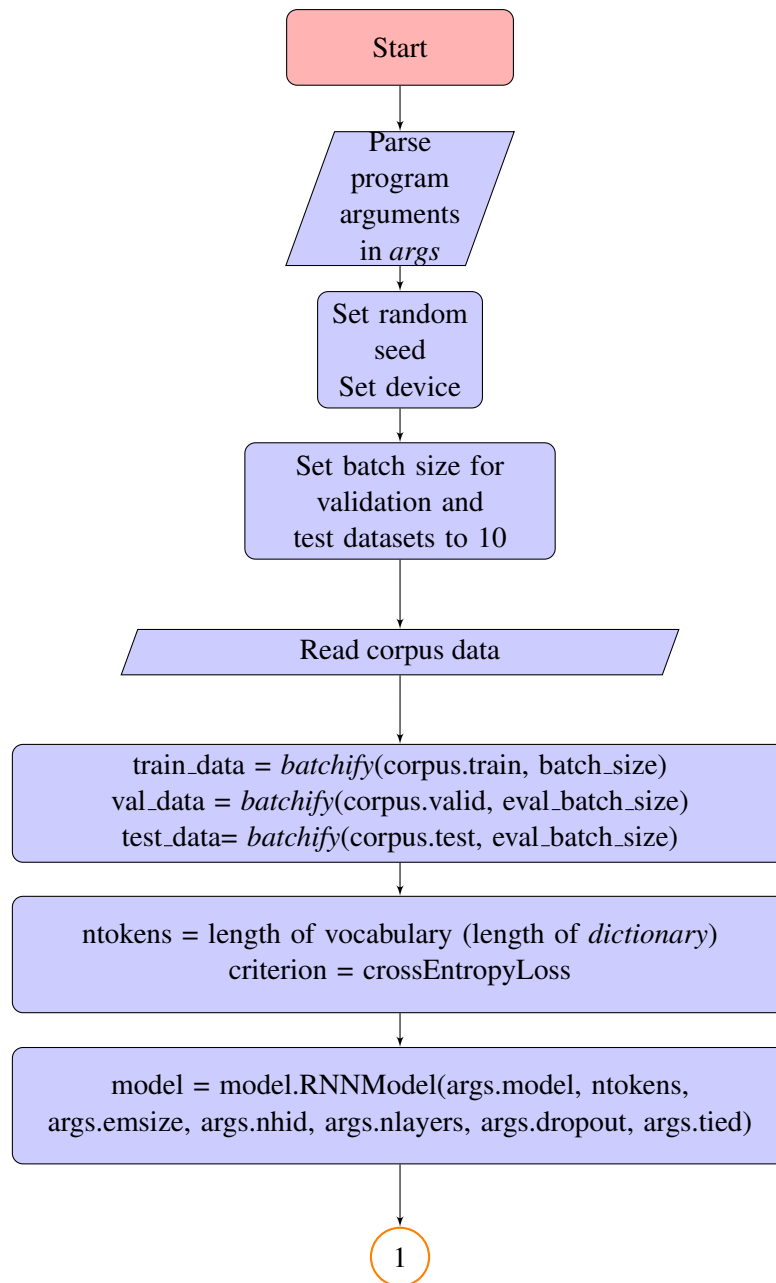 Start
Parse
program
arguments
in args
Set random
seed
Set device
Set batch size for
validation and
test datasets to 10
Read corpus data
train_data = batchify(corpus.train, batch_size)
val_data = batchify(corpus.valid, eval_batch_size)
test_data= batchify(corpus.test, eval_batch_size)
ntokens = length of vocabulary (length of dictionary)
criterion = crossEntropyLoss
model = model.RNNModel(args.model, ntokens,
args.emsize, args.nhid, args.nlayers, args.dropout, args.tied)
1